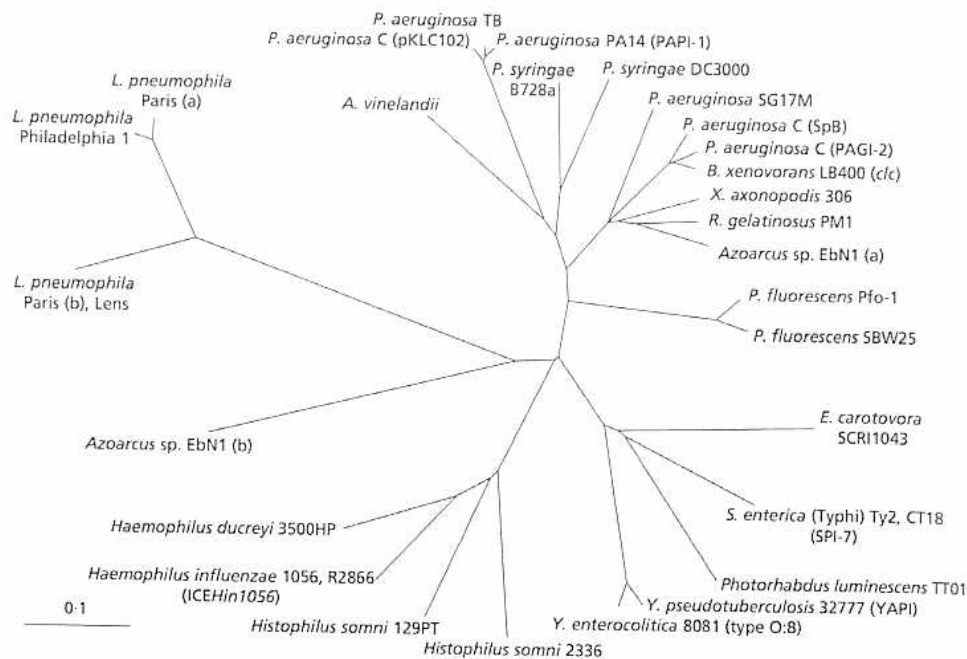 P. aeruginosa TB
P. aeruginosa C (pKLC102)
P. aeruginosa PA14 (PAPI-1)
P. syringae
B728a
P. syringae DC3000
L. pneumophila
Paris (a)
A. vinelandii
P. aeruginosa SG17M
L. pneumophila
Philadelphia 1
P. aeruginosa C (SpB)
P. aeruginosa C (PAGI-2)
B. xenovorans LB400 (clc)
X. axonopodis 306
R. gelatinosus PM1
Azoarcus sp. EbN1 (a)
L. pneumophila
Paris (b), Lens
P. fluorescens Pfo-1
P. fluorescens SBW25
E. carotovora
SCRI1043
Azoarcus sp. EbN1 (b)
S. enterica (Typhi) Ty2, CT18
(SPI-7)
Haemophilus ducreyi 3500HP
Haemophilus influenzae 1056, R2866
(ICEHin1056)
Photorhabdus luminescens TT01
0·1
Y. pseudotuberculosis 32777 (YAPI)
Histophilus somni 129PT
Y. enterocolitica 8081 (type O:8)
Histophilus somni 2336